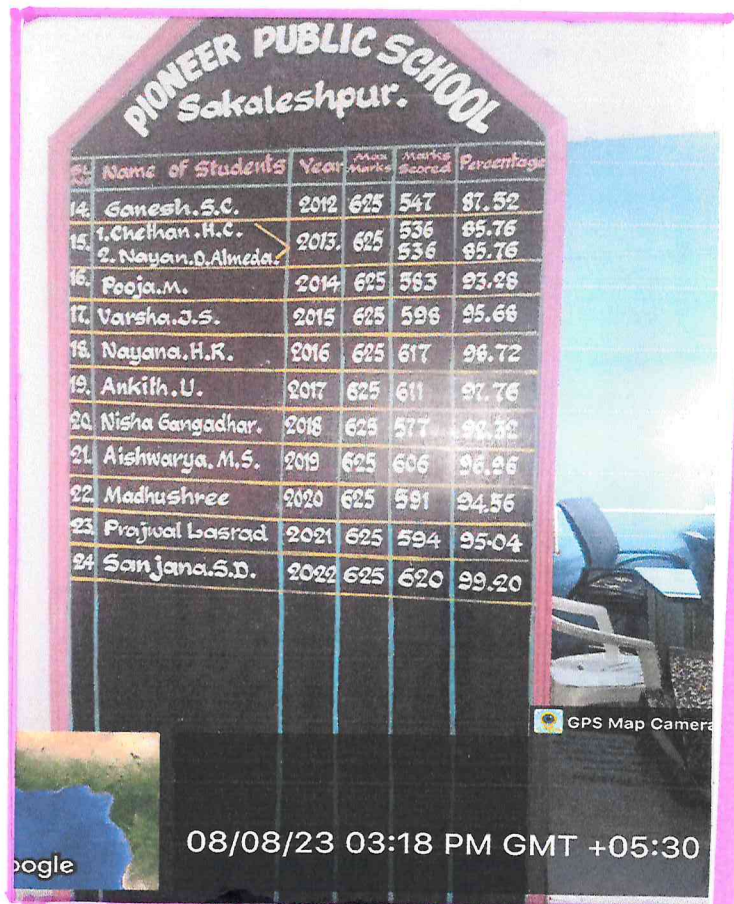 PIONEER PUBLIC SCHOOL
Sakaleshpur.
Sl. No Name of Students Year Max Marks Marks Scored Percentage
14. Ganesh.S.C. 2012 625 547 87.52
15. 1.Chethan.H.C. 2013. 625 536 85.76
2. Nayan.D.Almeda. 536 85.76
16. Pooja.M. 2014 625 583 93.28
17. Varsha.J.S. 2015 625 598 95.68
18. Nayana.H.R. 2016 625 617 98.72
19. Ankith.U. 2017 625 611 97.76
20. Nisha Gangadhar. 2018 625 577 92.32
21. Aishwarya.M.S. 2019 625 606 96.96
22. Madhushree 2020 625 591 94.56
23 Prajwal Lasrad 2021 625 594 95.04
24 Sanjana.S.D. 2022 625 620 99.20
GPS Map Camera
08/08/23 03:18 PM GMT +05:30
oogle